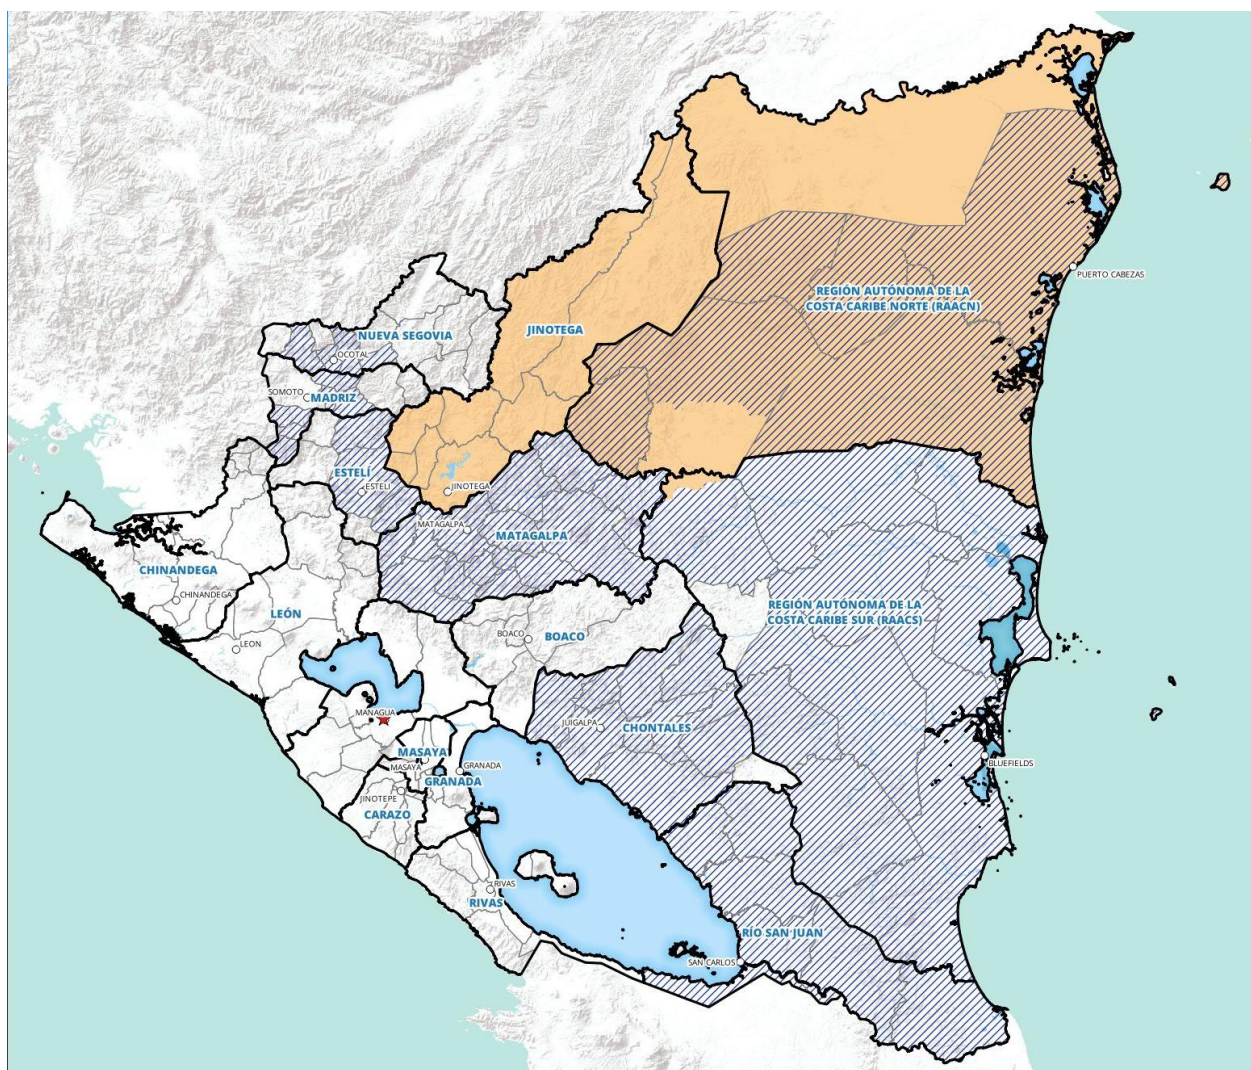 PUERTO CABEZAS
REGIÓN AUTÓNOMA DE LA
COSTA CARIBE NORTE (RAACN)
JINOTEGA
NUEVA SEGOVIA
OCOTAL
SOMOTO
MADRIZ
ESTELÍ
ESTELI
JINOTEGA
MATAGALPA
MATAGALPA
CHINANDEGA
CHINANDEGA
LEÓN
LEON
REGIÓN AUTÓNOMA DE LA
COSTA CARIBE SUR (RAACS)
BOACO
BOACO
MANAGUA
JUIGALPA
CHONTALES
MASAYA
MASAYA
GRANADA
GRANADA
BLUEFIELDS
JINOTEPE
CARAZO
RIVAS
RIVAS
RÍO SAN JUAN
SAN CARLOS